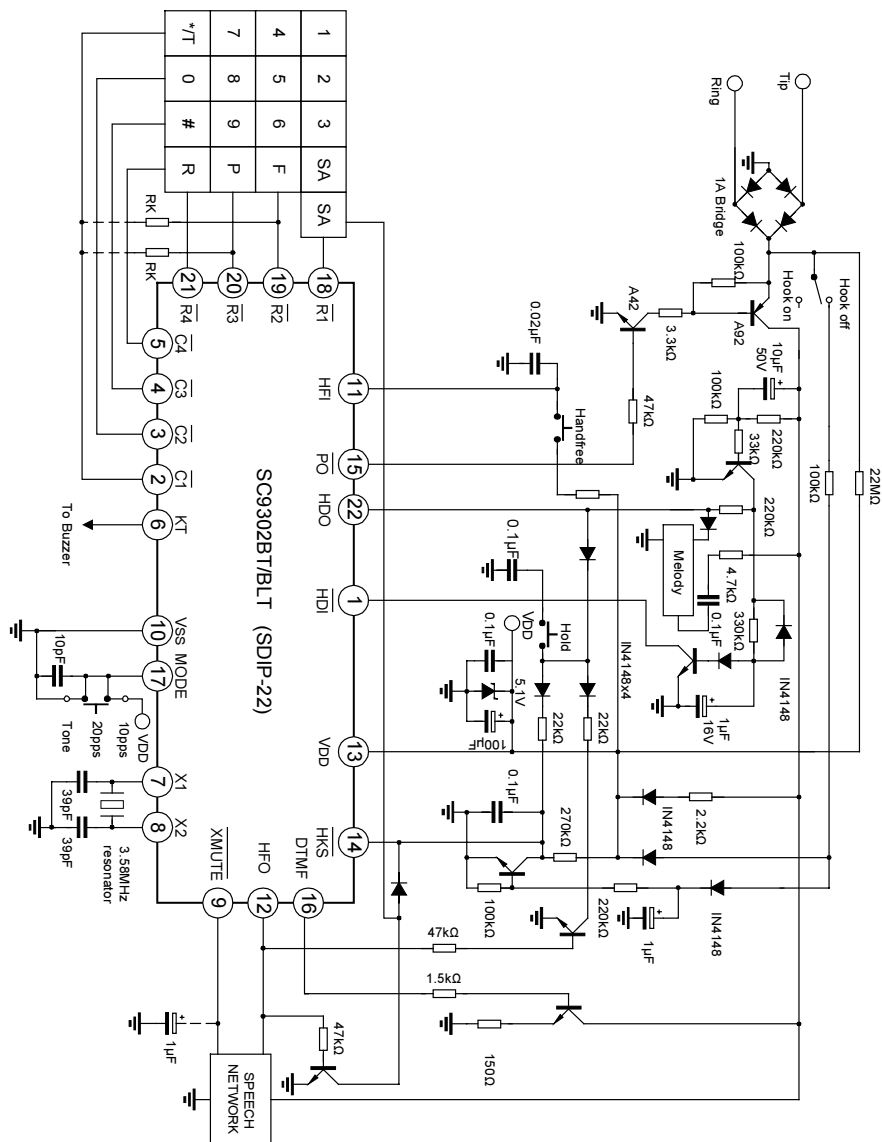 Tip
Ring
1A Bridge
Hook off
Hook on
22MΩ
100kΩ
100kΩ
A92
A42
3.3kΩ
10µF
50V
+
100kΩ
220kΩ
33kΩ
220kΩ
Melody
4.7kΩ
0.1µF
330kΩ
IN4148
1µF
16V
+
0.02µF
47kΩ
Handfree
0.1µF
Hold
VDD
IN4148x4
0.1µF
5.1V
100µF
+
22kΩ
22kΩ
2.2kΩ
IN4148
IN4148
0.1µF
270kΩ
100kΩ
220kΩ
1µF
+
47kΩ
1.5kΩ
150Ω
47kΩ
1 2 3 SA SA
4 5 6 F
7 8 9 P
*/T 0 # R
RK
RK
18 R1
19 R2
20 R3
21 R4
11 HFI
15 PO
22 HDO
1 HDI
13 VDD
14 HKS
16 DTMF
12 HFO
9 XMUTE
SC9302BT/BLT (SDIP-22)
5 C4
4 C3
3 C2
2 C1
6 KT
10 VSS
17 MODE
7 X1
8 X2
To Buzzer
10pF
VDD
10pps
20pps
Tone
39pF
39pF
3.58MHz
resonator
1µF
+
SPEECH
NETWORK